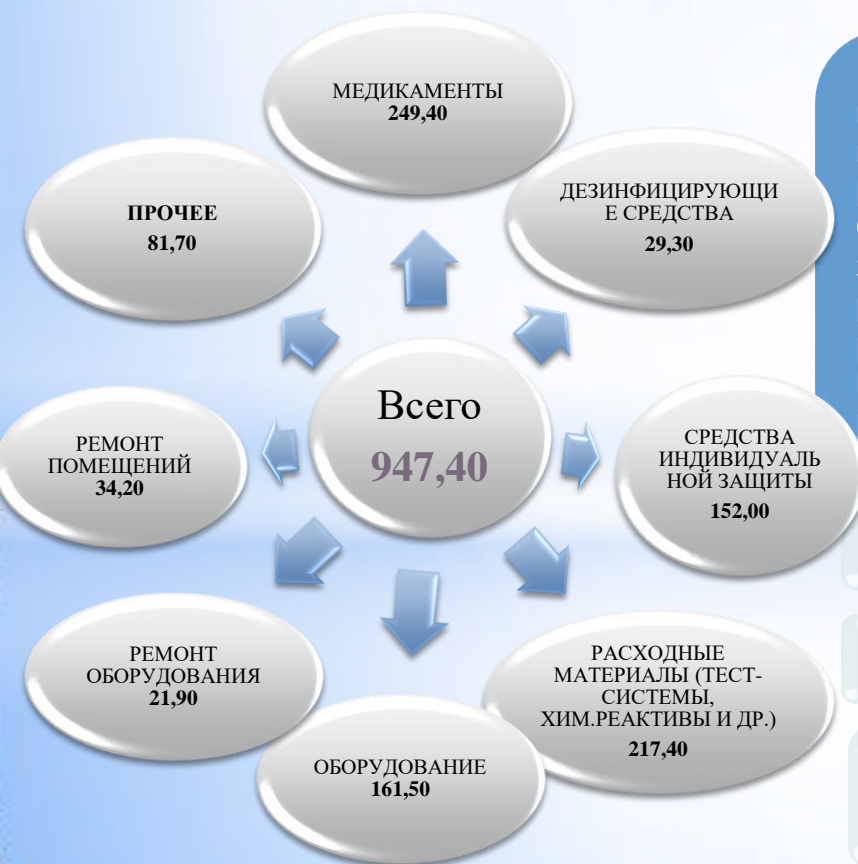 МЕДИКАМЕНТЫ
249,40
ДЕЗИНФИЦИРУЮЩИ
Е СРЕДСТВА
29,30
ПРОЧЕЕ
81,70
Всего
947,40
СРЕДСТВА
ИНДИВИДУАЛЬ
НОЙ ЗАЩИТЫ
152,00
РЕМОНТ
ПОМЕЩЕНИЙ
34,20
РЕМОНТ
ОБОРУДОВАНИЯ
21,90
РАСХОДНЫЕ
МАТЕРИАЛЫ (ТЕСТ-
СИСТЕМЫ,
ХИМ.РЕАКТИВЫ И ДР.)
217,40
ОБОРУДОВАНИЕ
161,50